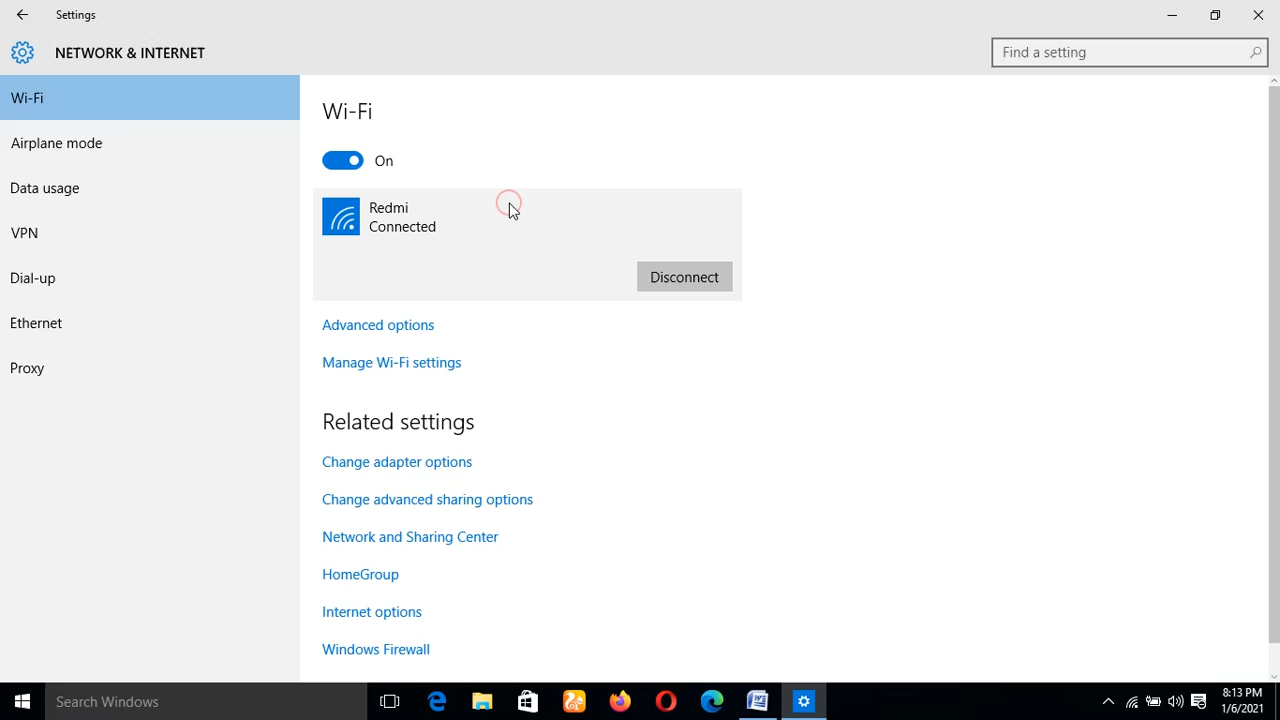 Settings
NETWORK & INTERNET
Find a setting
Wi-Fi
Airplane mode
Data usage
VPN
Dial-up
Ethernet
Proxy
Wi-Fi
On
Redmi
Connected
Disconnect
Advanced options
Manage Wi-Fi settings
Related settings
Change adapter options
Change advanced sharing options
Network and Sharing Center
HomeGroup
Internet options
Windows Firewall
Search Windows
8:13 PM
1/6/2021